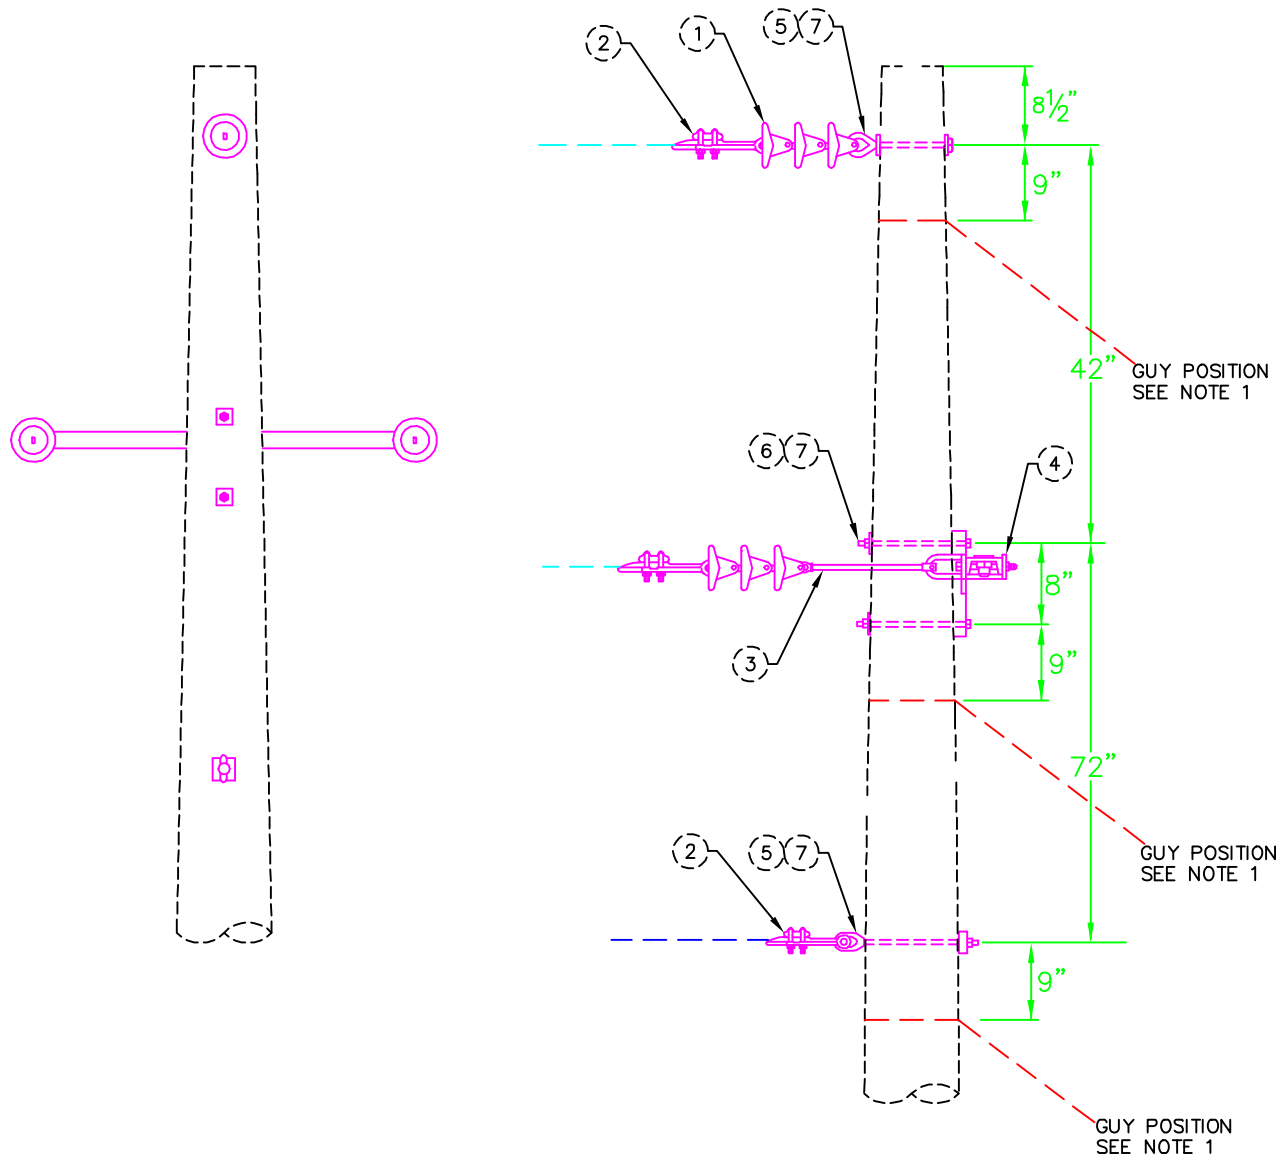 2
1
5 7
8½"
9"
42"
GUY POSITION
SEE NOTE 1
6 7
4
8"
3
9"
72"
2
5 7
GUY POSITION
SEE NOTE 1
9"
GUY POSITION
SEE NOTE 1